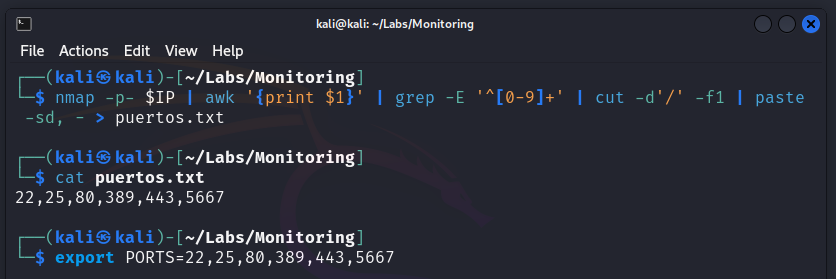 kali@kali: ~/Labs/Monitoring
File Actions Edit View Help
┌──(kali㉿kali)-[~/Labs/Monitoring]
└─$ nmap -p- $IP | awk '{print $1}' | grep -E '^[0-9]+' | cut -d'/' -f1 | paste
-sd, - > puertos.txt
┌──(kali㉿kali)-[~/Labs/Monitoring]
└─$ cat puertos.txt
22,25,80,389,443,5667
┌──(kali㉿kali)-[~/Labs/Monitoring]
└─$ export PORTS=22,25,80,389,443,5667